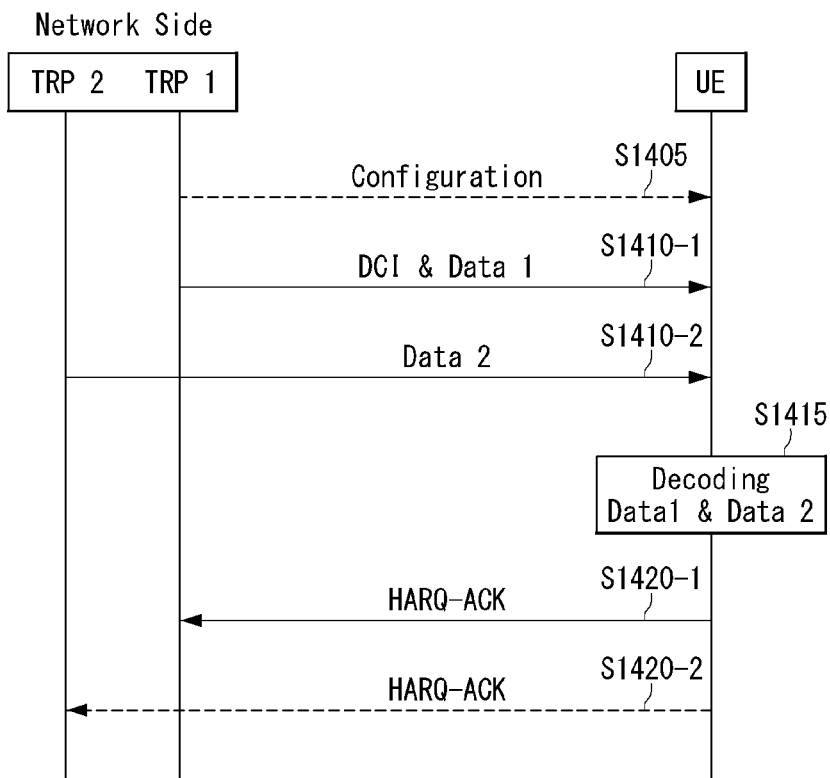 Network Side
TRP 2 TRP 1
UE
S1405
Configuration
S1410-1
DCI & Data 1
S1410-2
Data 2
S1415
Decoding
Data1 & Data 2
S1420-1
HARQ-ACK
S1420-2
HARQ-ACK